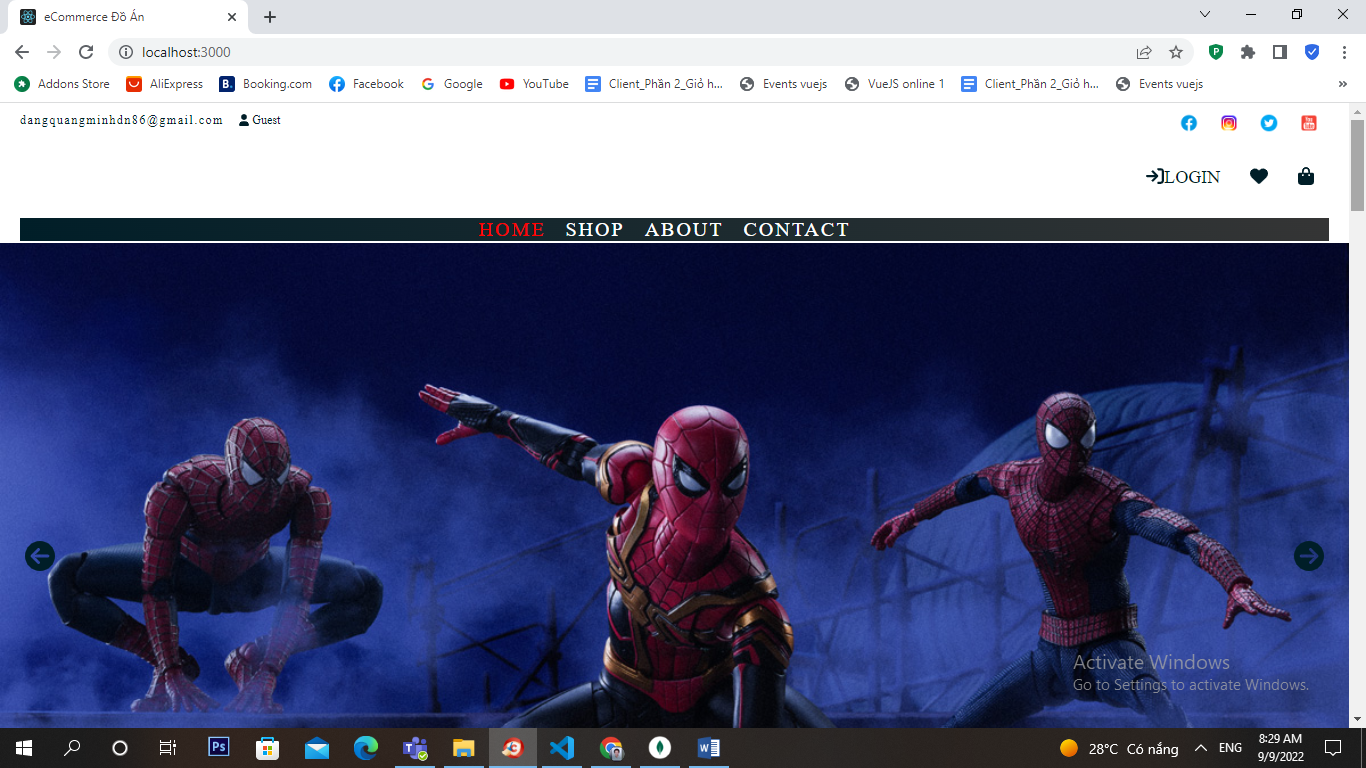 eCommerce Đồ Án
localhost:3000
Addons Store AliExpress Booking.com Facebook Google YouTube Client_Phần 2_Giỏ h... Events vuejs VueJS online 1 Client_Phần 2_Giỏ h... Events vuejs »
dangquangminhdn86@gmail.com Guest
LOGIN
HOME SHOP ABOUT CONTACT
Activate Windows
Go to Settings to activate Windows.
28°C Có nắng ENG 8:29 AM
9/9/2022